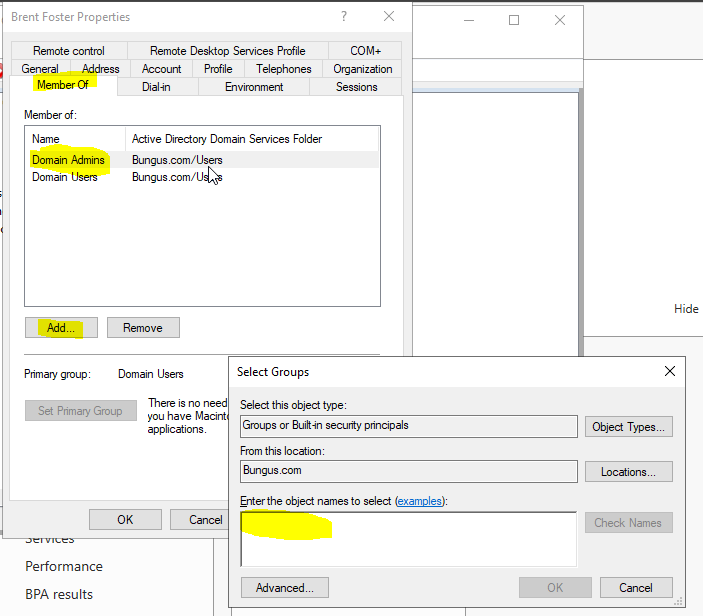 Brent Foster Properties
Remote control Remote Desktop Services Profile COM+
General Address Account Profile Telephones Organization
Member Of Dial-in Environment Sessions
Member of:
Name Active Directory Domain Services Folder
Domain Admins Bungus.com/Users
Domain Users Bungus.com/Users
Add... Remove
Primary group: Domain Users
Set Primary Group
There is no need
you have Macint
applications.
OK Cancel
Hide
Select Groups
Select this object type:
Groups or Built-in security principals Object Types...
From this location:
Bungus.com Locations...
Enter the object names to select (examples):
Check Names
Advanced... OK Cancel
Services
Performance
BPA results